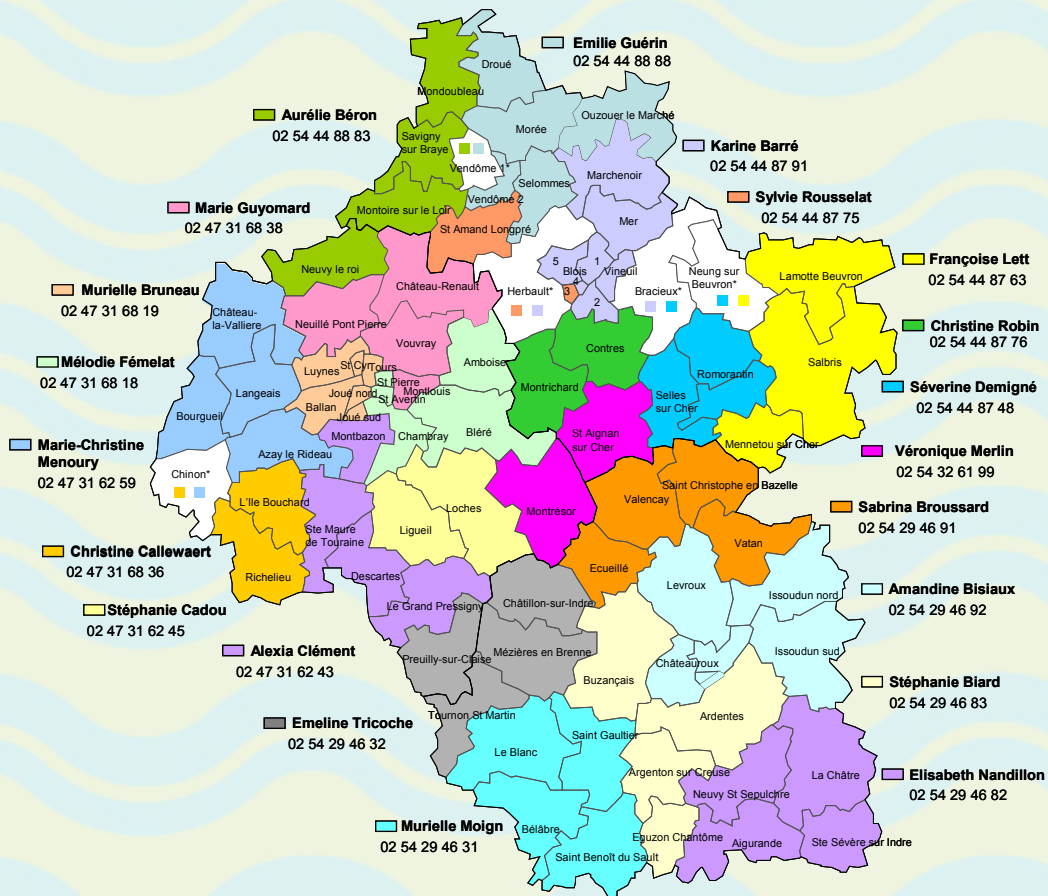 Emilie Guérin
02 54 44 88 88
Droué
Mondoubleau
Aurélie Béron
02 54 44 88 83
Ouzouer le Marché
Morée
Savigny
sur Braye
Karine Barré
02 54 44 87 91
Vendôme 1*
Marchenoir
Selommes
Vendôme 2
Sylvie Rousselat
02 54 44 87 75
Marie Guyomard
02 47 31 68 38
Montoire sur le Loir
St Amand Longpré
Mer
Françoise Lett
02 54 44 87 63
Neuvy le roi
5
Blois
1
Vineuil
4
3
2
Herbault*
Bracieux*
Neung sur
Beuvron*
Lamotte Beuvron
Murielle Bruneau
02 47 31 68 19
Château-Renault
Château-
la-Valliere
Neuillé Pont Pierre
Vouvray
Christine Robin
02 54 44 87 76
Mélodie Fémelat
02 47 31 68 18
Amboise
Contres
Salbris
Luynes
St Cyr
Tours
St Pierre
Montlouis
Montrichard
Romorantin
Séverine Demigné
02 54 44 87 48
Langeais
Joué nord
St Avertin
Ballan
Joué sud
Selles
sur Cher
Bourgueil
Montbazon
Chambray
Bléré
St Aignan
sur Cher
Mennetou sur Cher
Marie-Christine
Menoury
02 47 31 62 59
Azay le Rideau
Véronique Merlin
02 54 32 61 99
Chinon*
Saint Christophe en Bazelle
L'Ile Bouchard
Valencay
Loches
Montrésor
Sabrina Broussard
02 54 29 46 91
Ste Maure
de Touraine
Ligueil
Vatan
Christine Callewaert
02 47 31 68 36
Richelieu
Descartes
Ecueillé
Levroux
Issoudun nord
Amandine Bisiaux
02 54 29 46 92
Stéphanie Cadou
02 47 31 62 45
Le Grand Pressigny
Châtillon-sur-Indre
Alexia Clément
02 47 31 62 43
Preuilly-sur-Claise
Mézières en Brenne
Châteauroux
Issoudun sud
Buzançais
Stéphanie Biard
02 54 29 46 83
Emeline Tricoche
02 54 29 46 32
Tournon St Martin
Ardentes
Saint Gaultier
Le Blanc
Argenton sur Creuse
La Châtre
Elisabeth Nandillon
02 54 29 46 82
Neuvy St Sepulchre
Murielle Moign
02 54 29 46 31
Bélâbre
Eguzon Chantôme
Aigurande
Ste Sévère sur Indre
Saint Benoît du Sault